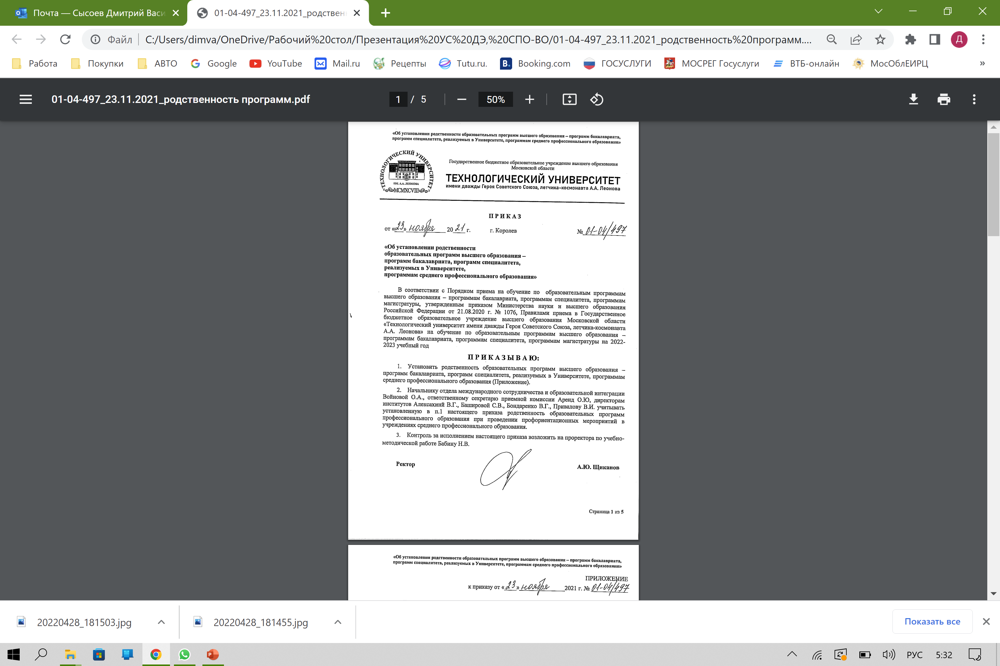 Почта — Сысоев Дмитрий Васи
01-04-497_23.11.2021_родствен
Файл
C:/Users/dimva/OneDrive/Рабочий%20стол/Презентация%20УС%20ДЭ,%20СПО-ВО/01-04-497_23.11.2021_родственность%20программ....
Д
Работа Покупки АВТО Google YouTube Mail.ru Рецепты Tutu.ru. B. Booking.com ГОСУСЛУГИ МОСРЕГ Госуслуги ВТБ-онлайн МосОблЕИРЦ »
01-04-497_23.11.2021_родственность программ.pdf 1 / 5 50%
«Об установлении родственности образовательных программ высшего образования – программ бакалавриата,
программ специалитета, реализуемых в Университете, программам среднего профессионального образования»
ТЕХНОЛОГИЧЕСКИЙ УНИВЕРСИТЕТ
ИМ. А.А. ЛЕОНОВА
MCMXCVIII
Государственное бюджетное образовательное учреждение высшего образования
Московской области
ТЕХНОЛОГИЧЕСКИЙ УНИВЕРСИТЕТ
имени дважды Героя Советского Союза, летчика-космонавта А.А. Леонова
ПРИКАЗ
от «23» ноября 2021 г. г. Королев № 01-04/497
«Об установлении родственности
образовательных программ высшего образования –
программ бакалавриата, программ специалитета,
реализуемых в Университете,
программам среднего профессионального образования»
В соответствии с Порядком приема на обучение по образовательным программам
высшего образования – программам бакалавриата, программам специалитета, программам
магистратуры, утвержденным приказом Министерства науки и высшего образования
Российской Федерации от 21.08.2020 г. № 1076, Правилами приема в Государственное
бюджетное образовательное учреждение высшего образования Московской области
«Технологический университет имени дважды Героя Советского Союза, летчика-космонавта
А.А. Леонова» на обучение по образовательным программам высшего образования –
программам бакалавриата, программам специалитета, программам магистратуры на 2022-
2023 учебный год
ПРИКАЗЫВАЮ:
1. Установить родственность образовательных программ высшего образования –
программ бакалавриата, программ специалитета, реализуемых в Университете, программам
среднего профессионального образования (Приложение).
2. Начальнику отдела международного сотрудничества и образовательной интеграции
Войновой О.А., ответственному секретарю приемной комиссии Аренд О.Ю, директорам
институтов Алексахинй В.Г., Башировой С.В., Бондаренко В.Г., Привалову В.И. учитывать
установленную в п.1 настоящего приказа родственность образовательных программ
профессионального образования при проведении профориентационных мероприятий в
учреждениях среднего профессионального образования.
3. Контроль за исполнением настоящего приказа возложить на проректора по учебно-
методической работе Бабину Н.В.
Ректор А.Ю. Щиканов
Страница 1 из 5
«Об установлении родственности образовательных программ высшего образования – программ бакалавриата,
программ специалитета, реализуемых в Университете, программам среднего профессионального образования»
ПРИЛОЖЕНИЕ
к приказу от «23» ноября 2021 г. № 01-04/497
20220428_181503.jpg 20220428_181455.jpg Показать все
РУС 5:32